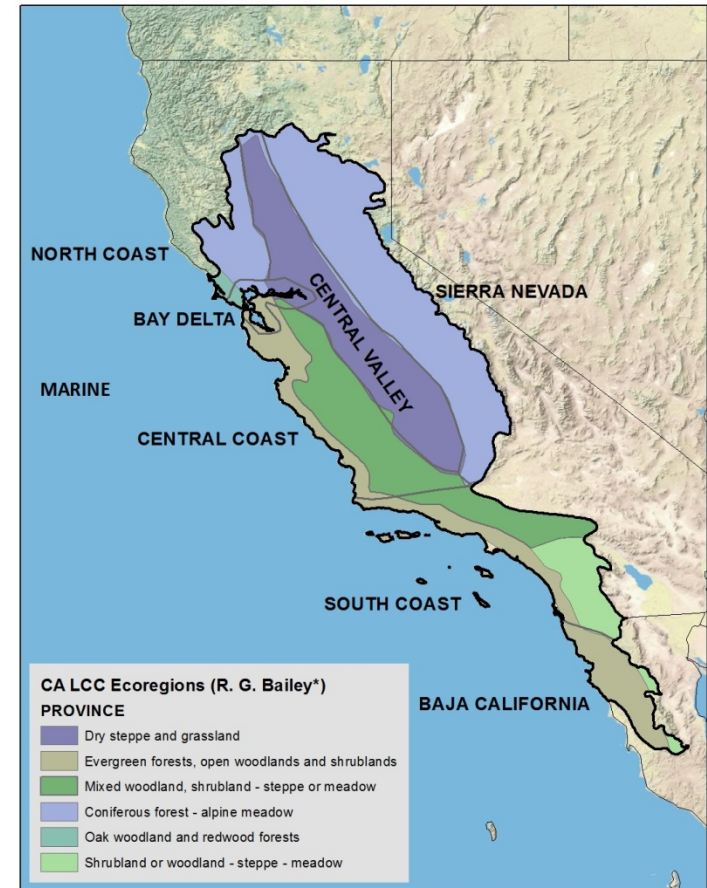 NORTH COAST
SIERRA NEVADA
CENTRAL VALLEY
BAY DELTA
MARINE
CENTRAL COAST
SOUTH COAST
BAJA CALIFORNIA
CA LCC Ecoregions (R. G. Bailey*)
PROVINCE
Dry steppe and grassland
Evergreen forests, open woodlands and shrublands
Mixed woodland, shrubland - steppe or meadow
Coniferous forest - alpine meadow
Oak woodland and redwood forests
Shrubland or woodland - steppe - meadow